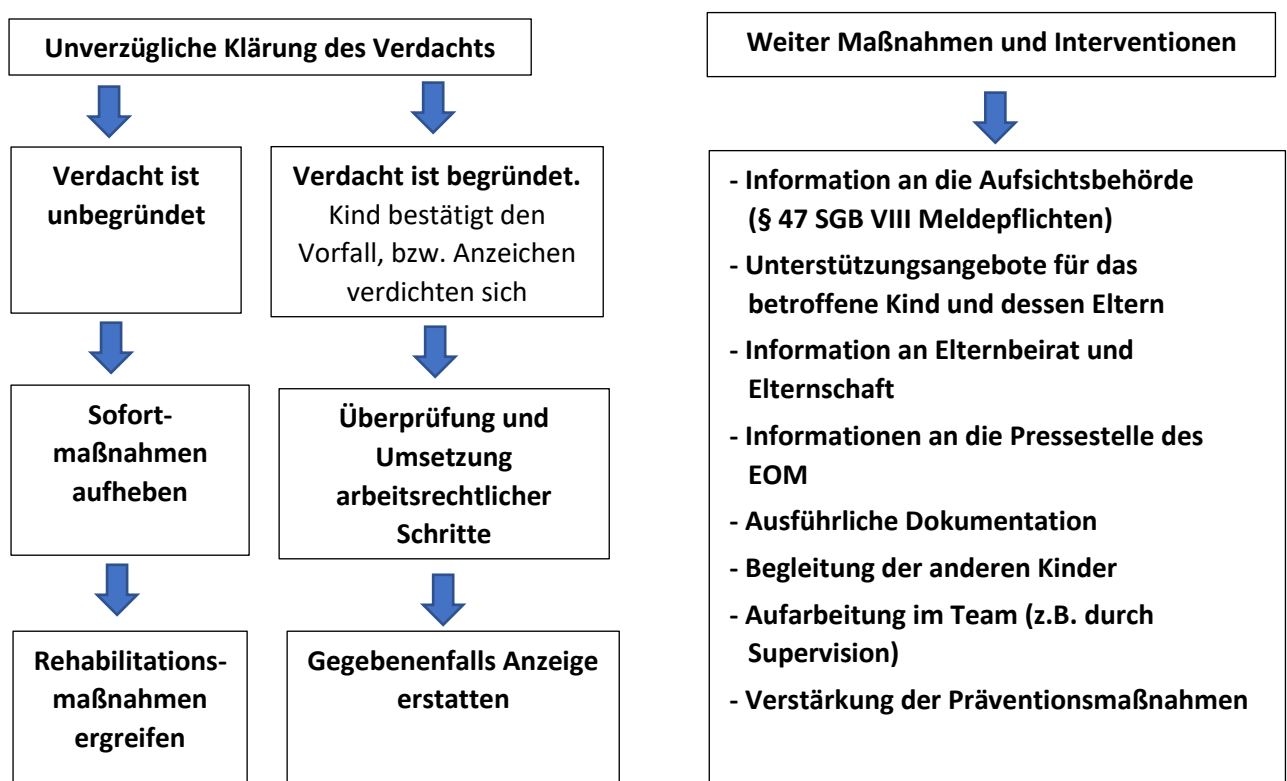 Unverzügliche Klärung des Verdachts
Verdacht ist
unbegründet
Sofort-
maßnahmen
aufheben
Rehabilitations-
maßnahmen
ergreifen
Verdacht ist begründet.
Kind bestätigt den
Vorfall, bzw. Anzeichen
verdichten sich
Überprüfung und
Umsetzung
arbeitsrechtlicher
Schritte
Gegebenenfalls Anzeige
erstatten
Weiter Maßnahmen und Interventionen
- Information an die Aufsichtsbehörde
(§ 47 SGB VIII Meldepflichten)
- Unterstützungsangebote für das
betroffene Kind und dessen Eltern
- Information an Elternbeirat und
Elternschaft
- Informationen an die Pressestelle des
EOM
- Ausführliche Dokumentation
- Begleitung der anderen Kinder
- Aufarbeitung im Team (z.B. durch
Supervision)
- Verstärkung der Präventionsmaßnahmen